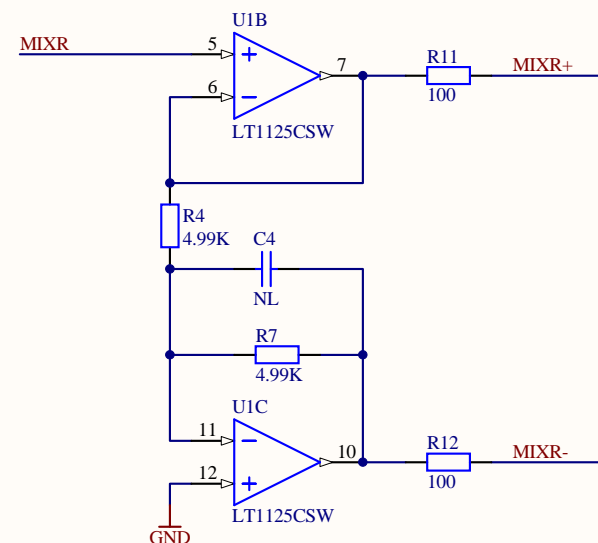 U1B
MIXR
5
7
6
LT1125CSW
R11
100
MIXR+
R4
4.99K
C4
NL
R7
4.99K
U1C
11
10
12
LT1125CSW
R12
100
MIXR-
GND